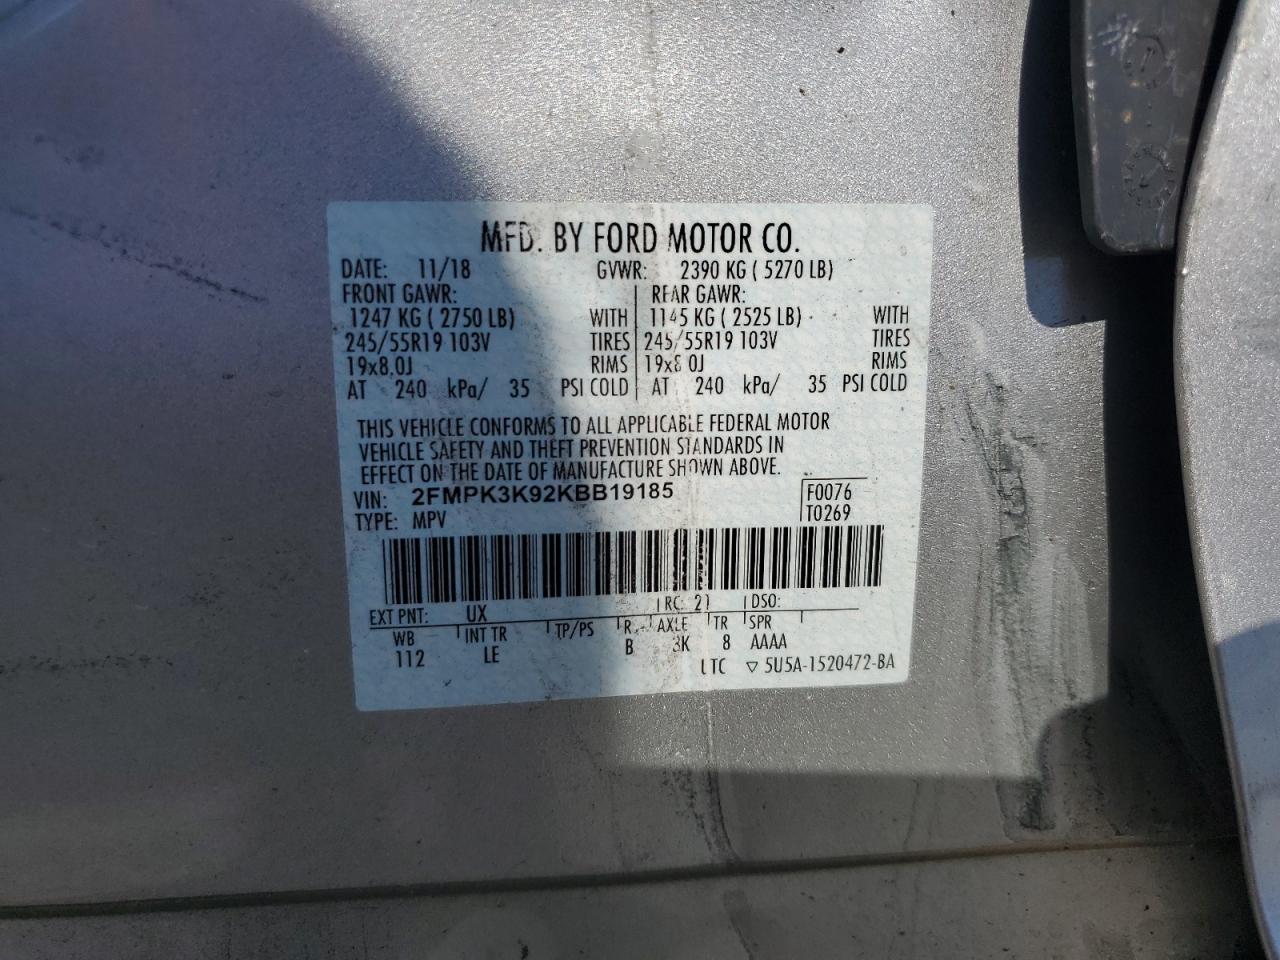 MFD. BY FORD MOTOR CO.
DATE: 11/18 GVWR: 2390 KG ( 5270 LB)
FRONT GAWR: REAR GAWR:
1247 KG ( 2750 LB) WITH 1145 KG ( 2525 LB) WITH
245/55R19 103V TIRES 245/55R19 103V TIRES
19x8.0J RIMS 19x8.0J RIMS
AT 240 kPa/ 35 PSI COLD AT 240 kPa/ 35 PSI COLD
THIS VEHICLE CONFORMS TO ALL APPLICABLE FEDERAL MOTOR
VEHICLE SAFETY AND THEFT PREVENTION STANDARDS IN
EFFECT ON THE DATE OF MANUFACTURE SHOWN ABOVE.
VIN: 2FMPK3K92KBB19185 F0076
TYPE: MPV T0269
EXT PNT: UX RC: 21 DSO:
WB INT TR TP/PS R AXLE TR SPR
112 LE B 3K 8 AAAA
UTC ▽ 5U5A-1520472-BA